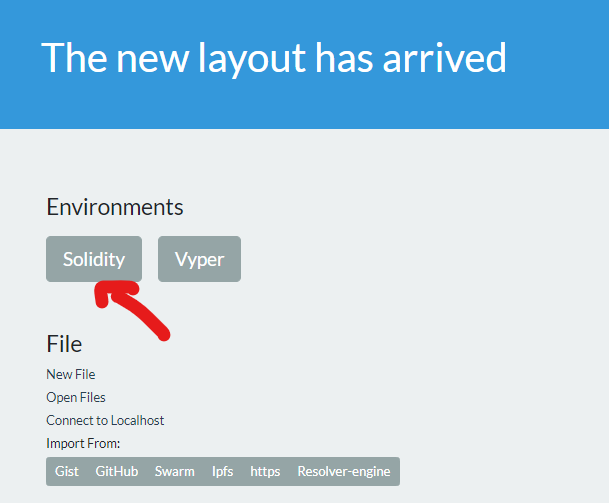 The new layout has arrived
Environments
Solidity Vyper
File
New File
Open Files
Connect to Localhost
Import From:
Gist GitHub Swarm Ipfs https Resolver-engine